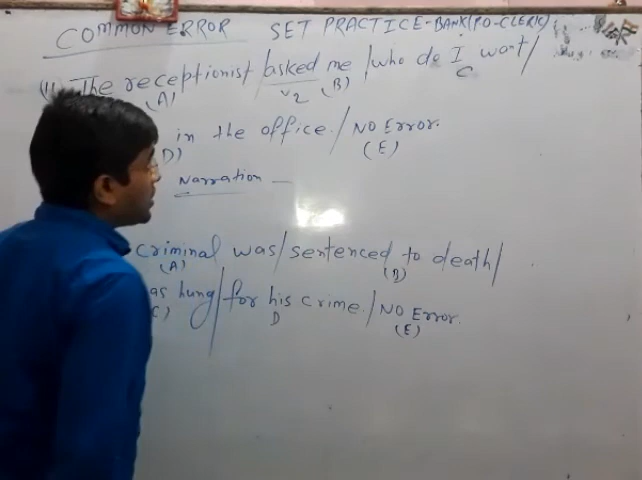 COMMON ERROR SET PRACTICE-BANK(PO-CLERK)
(1) The receptionist / asked me / who do I want /
(A) V2 (B) C
in the office. / NO Error.
D) (E)
Narration —
criminal was / sentenced to death /
(A) (B)
as hung / for his crime. / NO Error.
C) D (E)